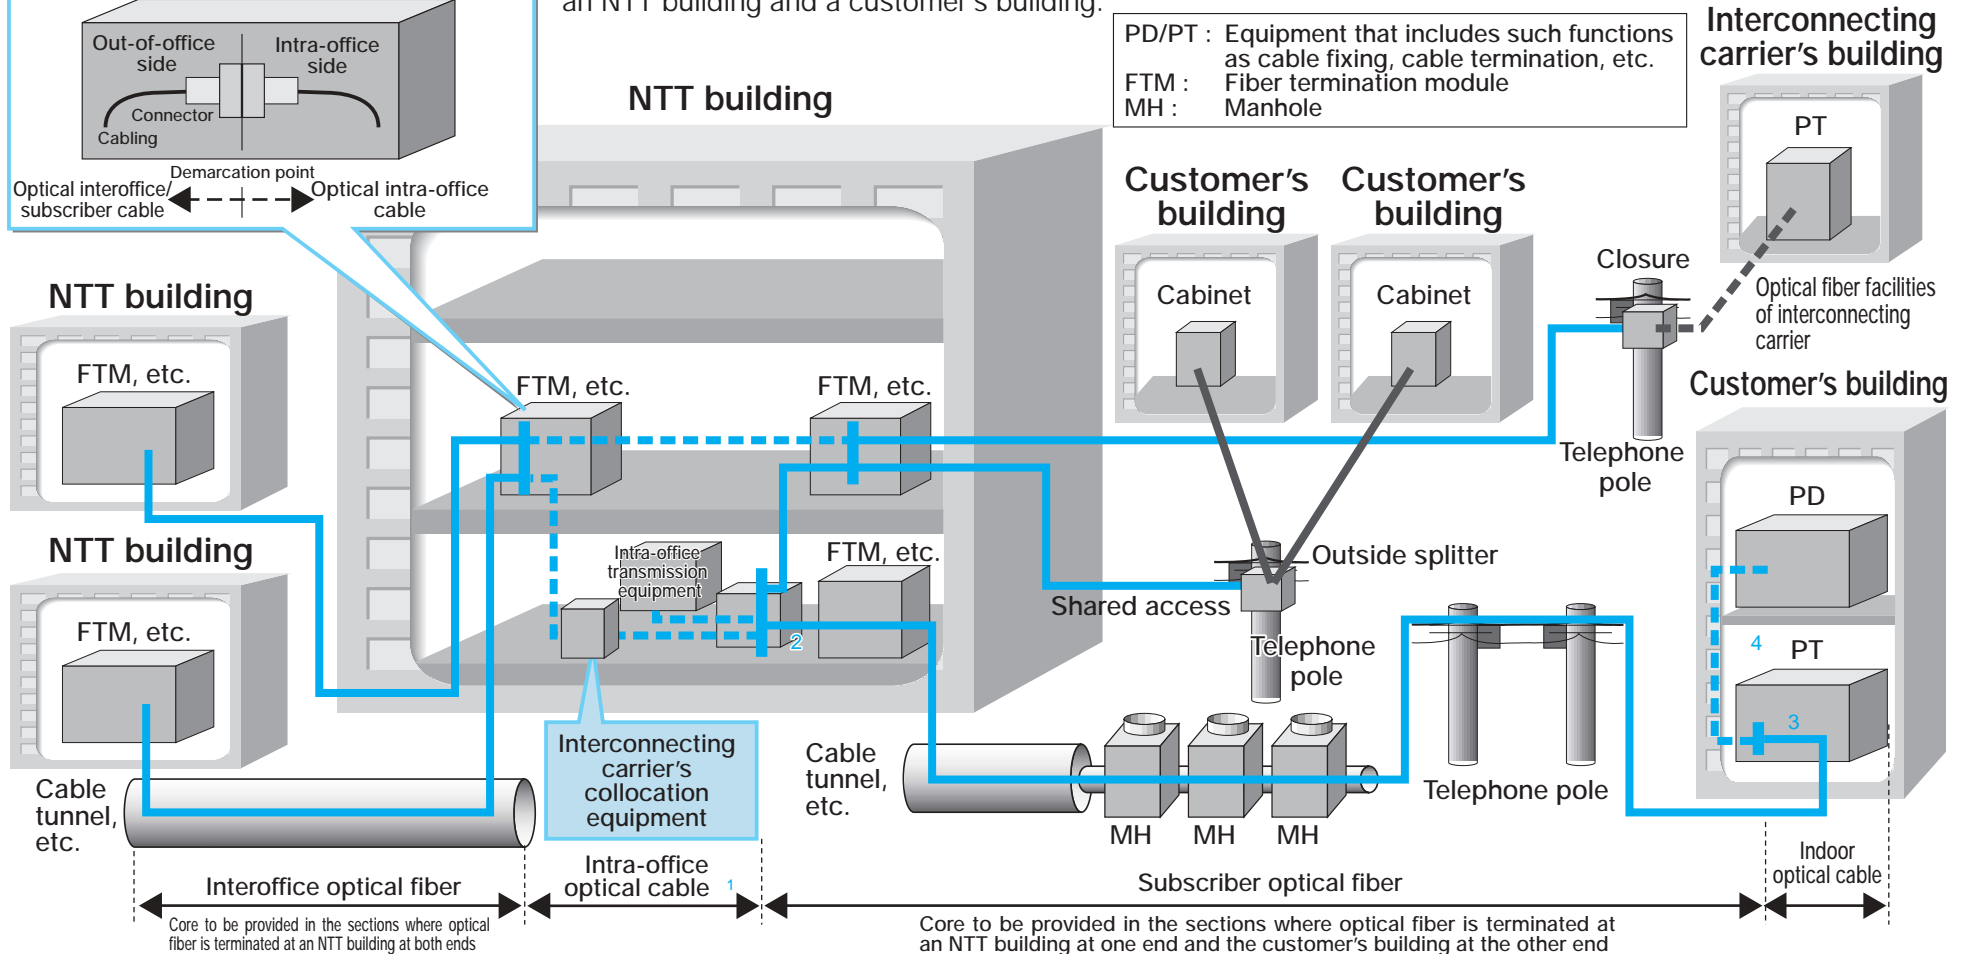 an NTT building and a customer's building.
Out-of-office
side
Intra-office
side
Connector
Cabling
Demarcation point
Optical interoffice/
subscriber cable
Optical intra-office
cable
PD/PT : Equipment that includes such functions
as cable fixing, cable termination, etc.
FTM : Fiber termination module
MH : Manhole
Interconnecting
carrier's building
PT
NTT building
Customer's
building
Customer's
building
Cabinet
Cabinet
Closure
Optical fiber facilities
of interconnecting
carrier
NTT building
FTM, etc.
FTM, etc.
FTM, etc.
Customer's building
Telephone
pole
PD
NTT building
FTM, etc.
Intra-office
transmission
equipment
FTM, etc.
2
Outside splitter
Shared access
Telephone
pole
4
PT
3
Interconnecting
carrier's
collocation
equipment
Cable
tunnel,
etc.
Cable
tunnel,
etc.
MH
MH
MH
Telephone pole
Interoffice optical fiber
Core to be provided in the sections where optical
fiber is terminated at an NTT building at both ends
Intra-office
optical cable 1
Subscriber optical fiber
Core to be provided in the sections where optical fiber is terminated at
an NTT building at one end and the customer's building at the other end
Indoor
optical cable